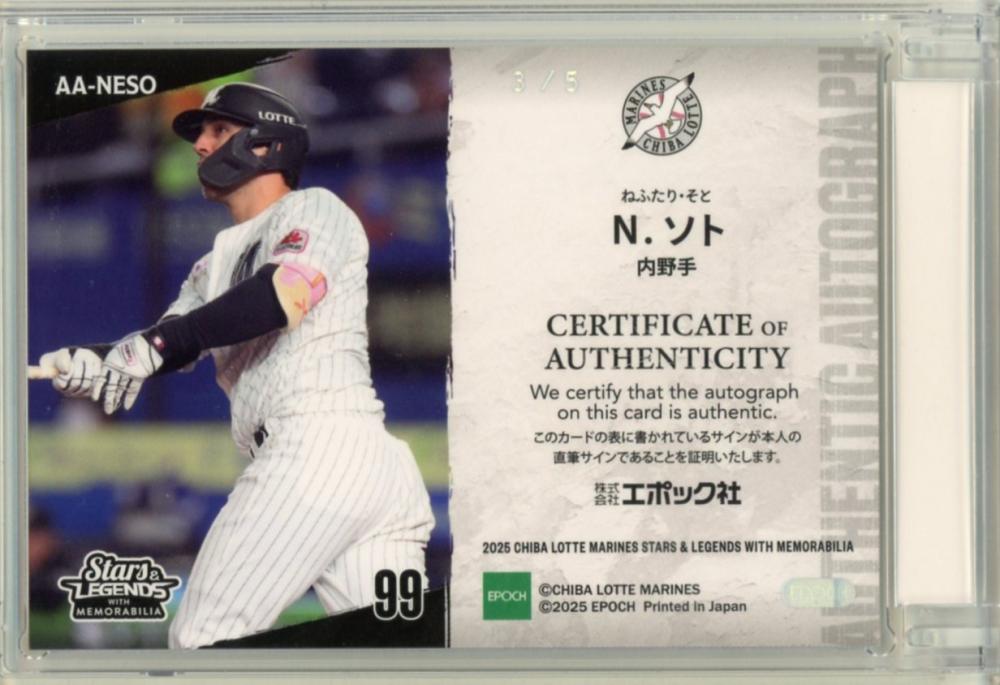 AA-NESO
LOTTE
Stars &
LEGENDS
WITH
MEMORABILIA
99
3 / 5
MARINES
CHIBA LOTTE
ねふたり・そと
N. ソト
内野手
CERTIFICATE OF
AUTHENTICITY
We certify that the autograph
on this card is authentic.
このカードの表に書かれているサインが本人の
直筆サインであることを証明いたします。
株式会社エポック社
2025 CHIBA LOTTE MARINES STARS & LEGENDS WITH MEMORABILIA
EPOCH
©CHIBA LOTTE MARINES
©2025 EPOCH Printed in Japan
AUTHENTIC AUTOGRAPH